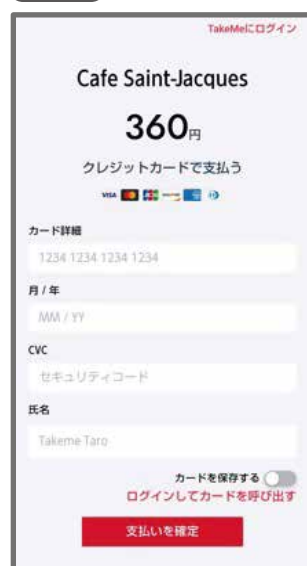 TakeMeにログイン
Cafe Saint-Jacques
360円
クレジットカードで支払う
VISA
カード詳細
1234 1234 1234 1234
月 / 年
MM / YY
CVC
セキュリティコード
氏名
Takeme Taro
カードを保存する
ログインしてカードを呼び出す
支払いを確定